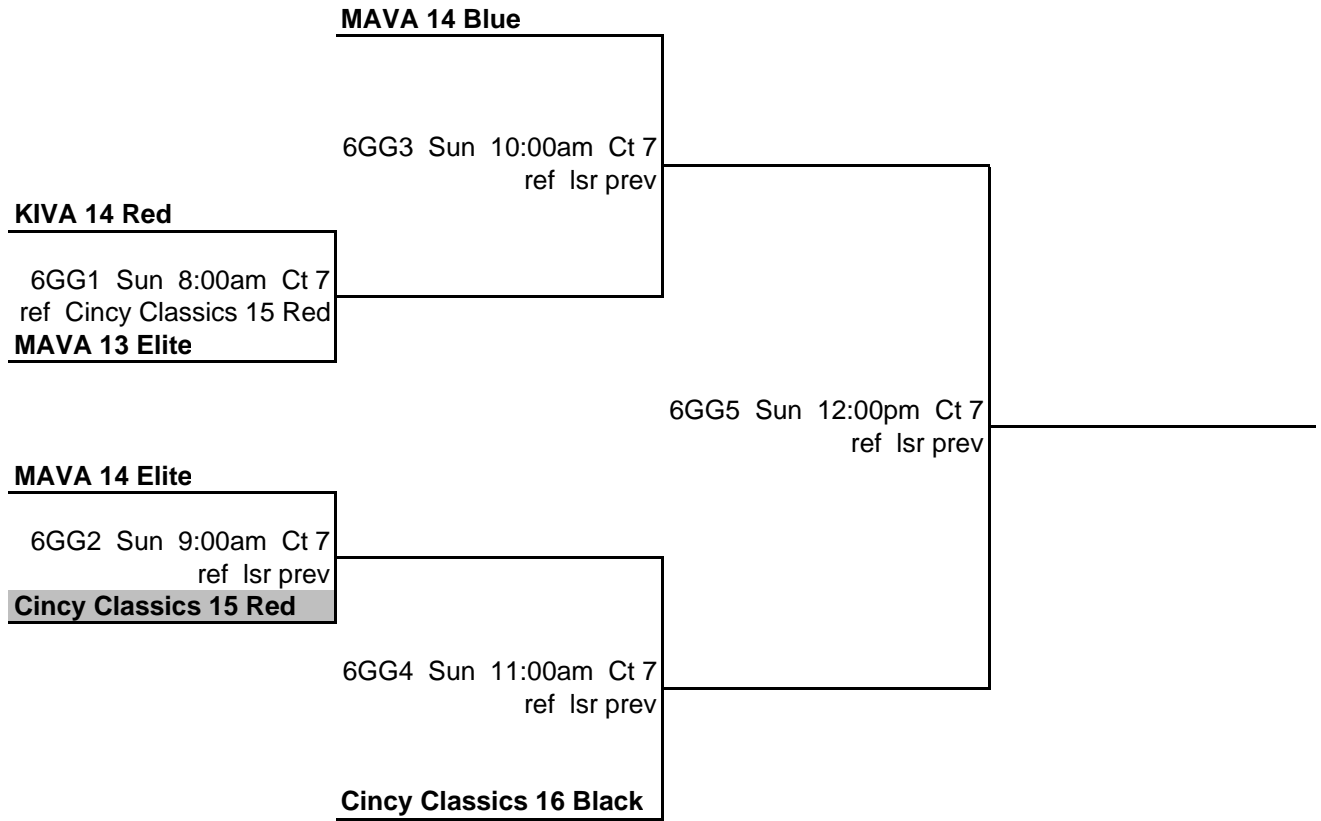 MAVA 14 Blue
6GG3 Sun 10:00am Ct 7
ref lsr prev
KIVA 14 Red
6GG1 Sun 8:00am Ct 7
ref Cincy Classics 15 Red
MAVA 13 Elite
6GG5 Sun 12:00pm Ct 7
ref lsr prev
MAVA 14 Elite
6GG2 Sun 9:00am Ct 7
ref lsr prev
Cincy Classics 15 Red
6GG4 Sun 11:00am Ct 7
ref lsr prev
Cincy Classics 16 Black